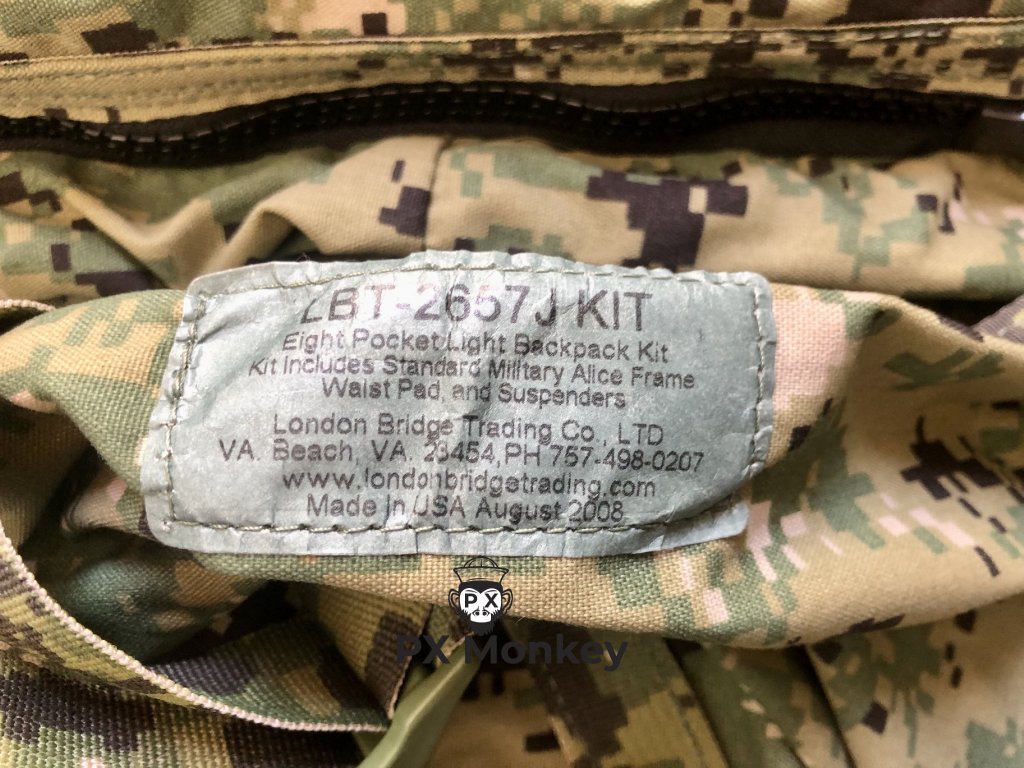 LBT-2657J KIT
Eight Pocket Light Backpack Kit
Kit Includes Standard Military Alice Frame
Waist Pad, and Suspenders
London Bridge Trading Co., LTD
VA. Beach, VA. 23454, PH 757-498-0207
www.londonbridgetrading.com
Made in USA August 2008
PX
PX Monkey